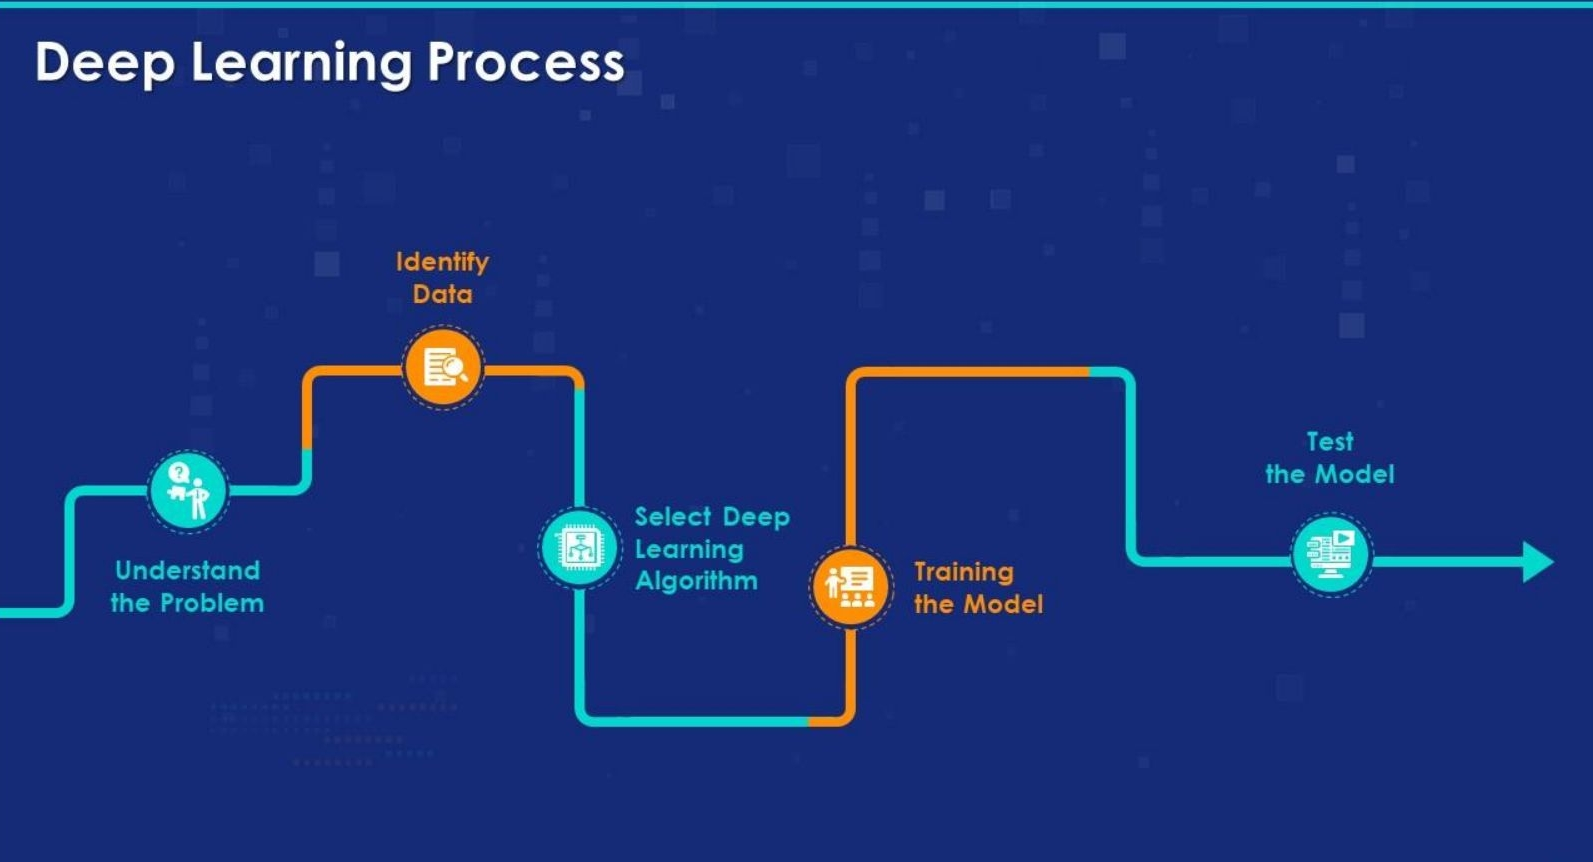 Deep Learning Process
Identify
Data
Understand
the Problem
Select Deep
Learning
Algorithm
Training
the Model
Test
the Model
?